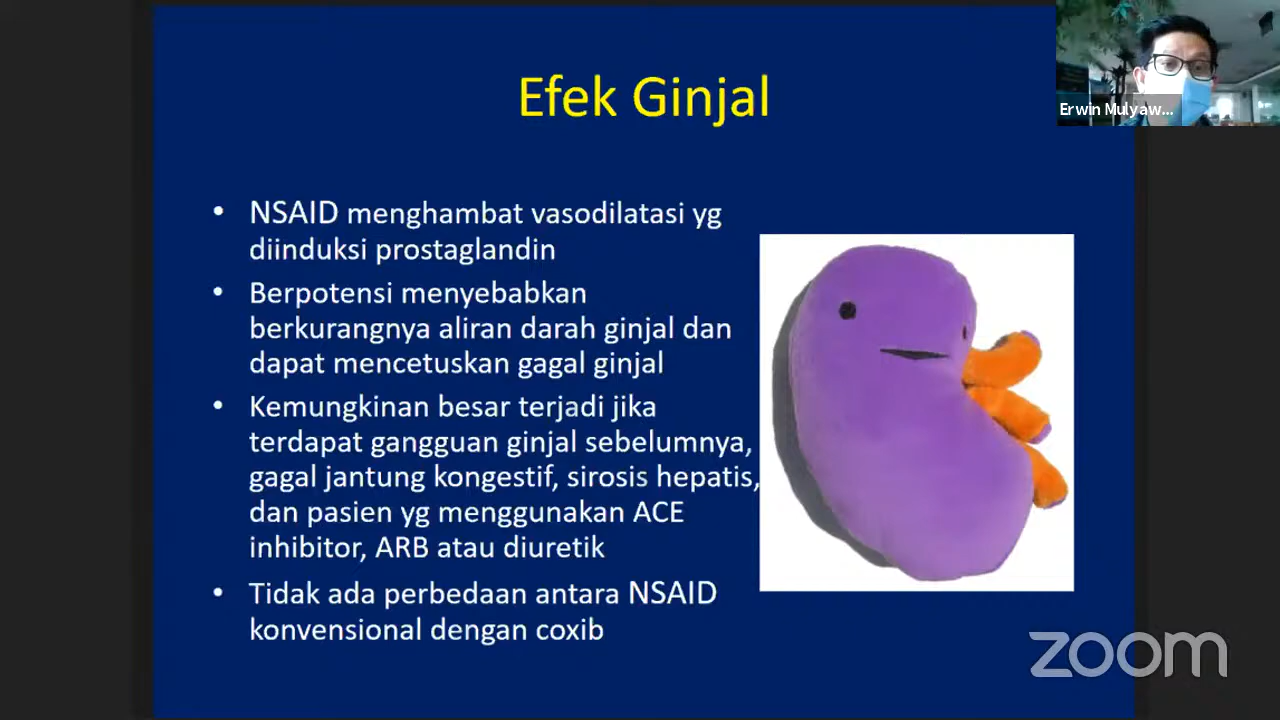 Efek Ginjal
Erwin Mulyaw...
• NSAID menghambat vasodilatasi yg
diinduksi prostaglandin
• Berpotensi menyebabkan
berkurangnya aliran darah ginjal dan
dapat mencetuskan gagal ginjal
• Kemungkinan besar terjadi jika
terdapat gangguan ginjal sebelumnya,
gagal jantung kongestif, sirosis hepatis,
dan pasien yg menggunakan ACE
inhibitor, ARB atau diuretik
• Tidak ada perbedaan antara NSAID
konvensional dengan coxib
zoom